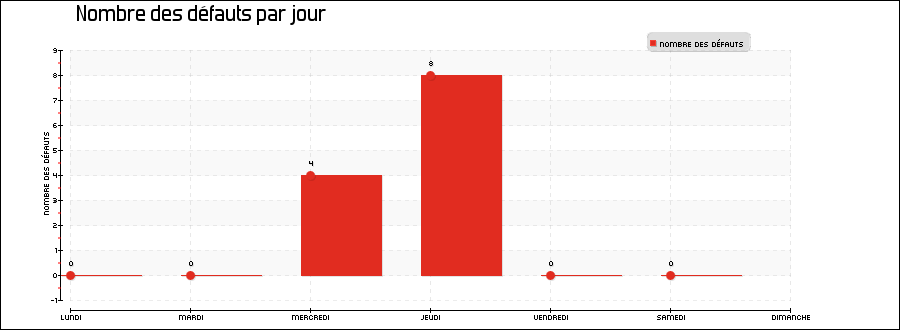 Nombre des défauts par jour
NOMBRE DES DÉFAUTS
9
8
7
6
5
4
3
2
1
0
-1
NOMBRE DES DÉFAUTS
0
0
4
8
0
0
LUNDI
MARDI
MERCREDI
JEUDI
VENDREDI
SAMEDI
DIMANCHE